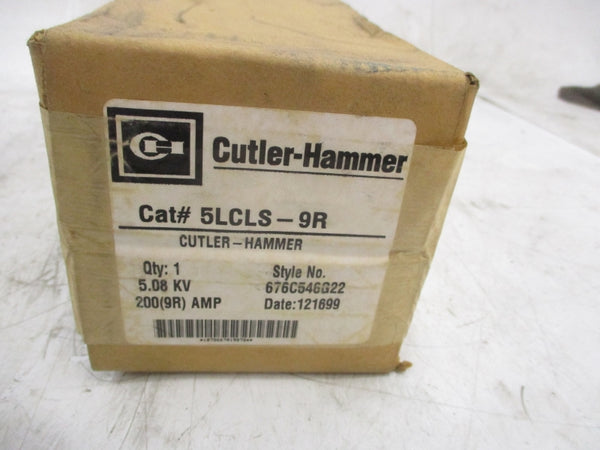 CH Cutler-Hammer
Cat# 5LCLS-9R
CUTLER-HAMMER
Qty: 1 Style No.
5.08 KV 676C546G22
200(9R) AMP Date:121699